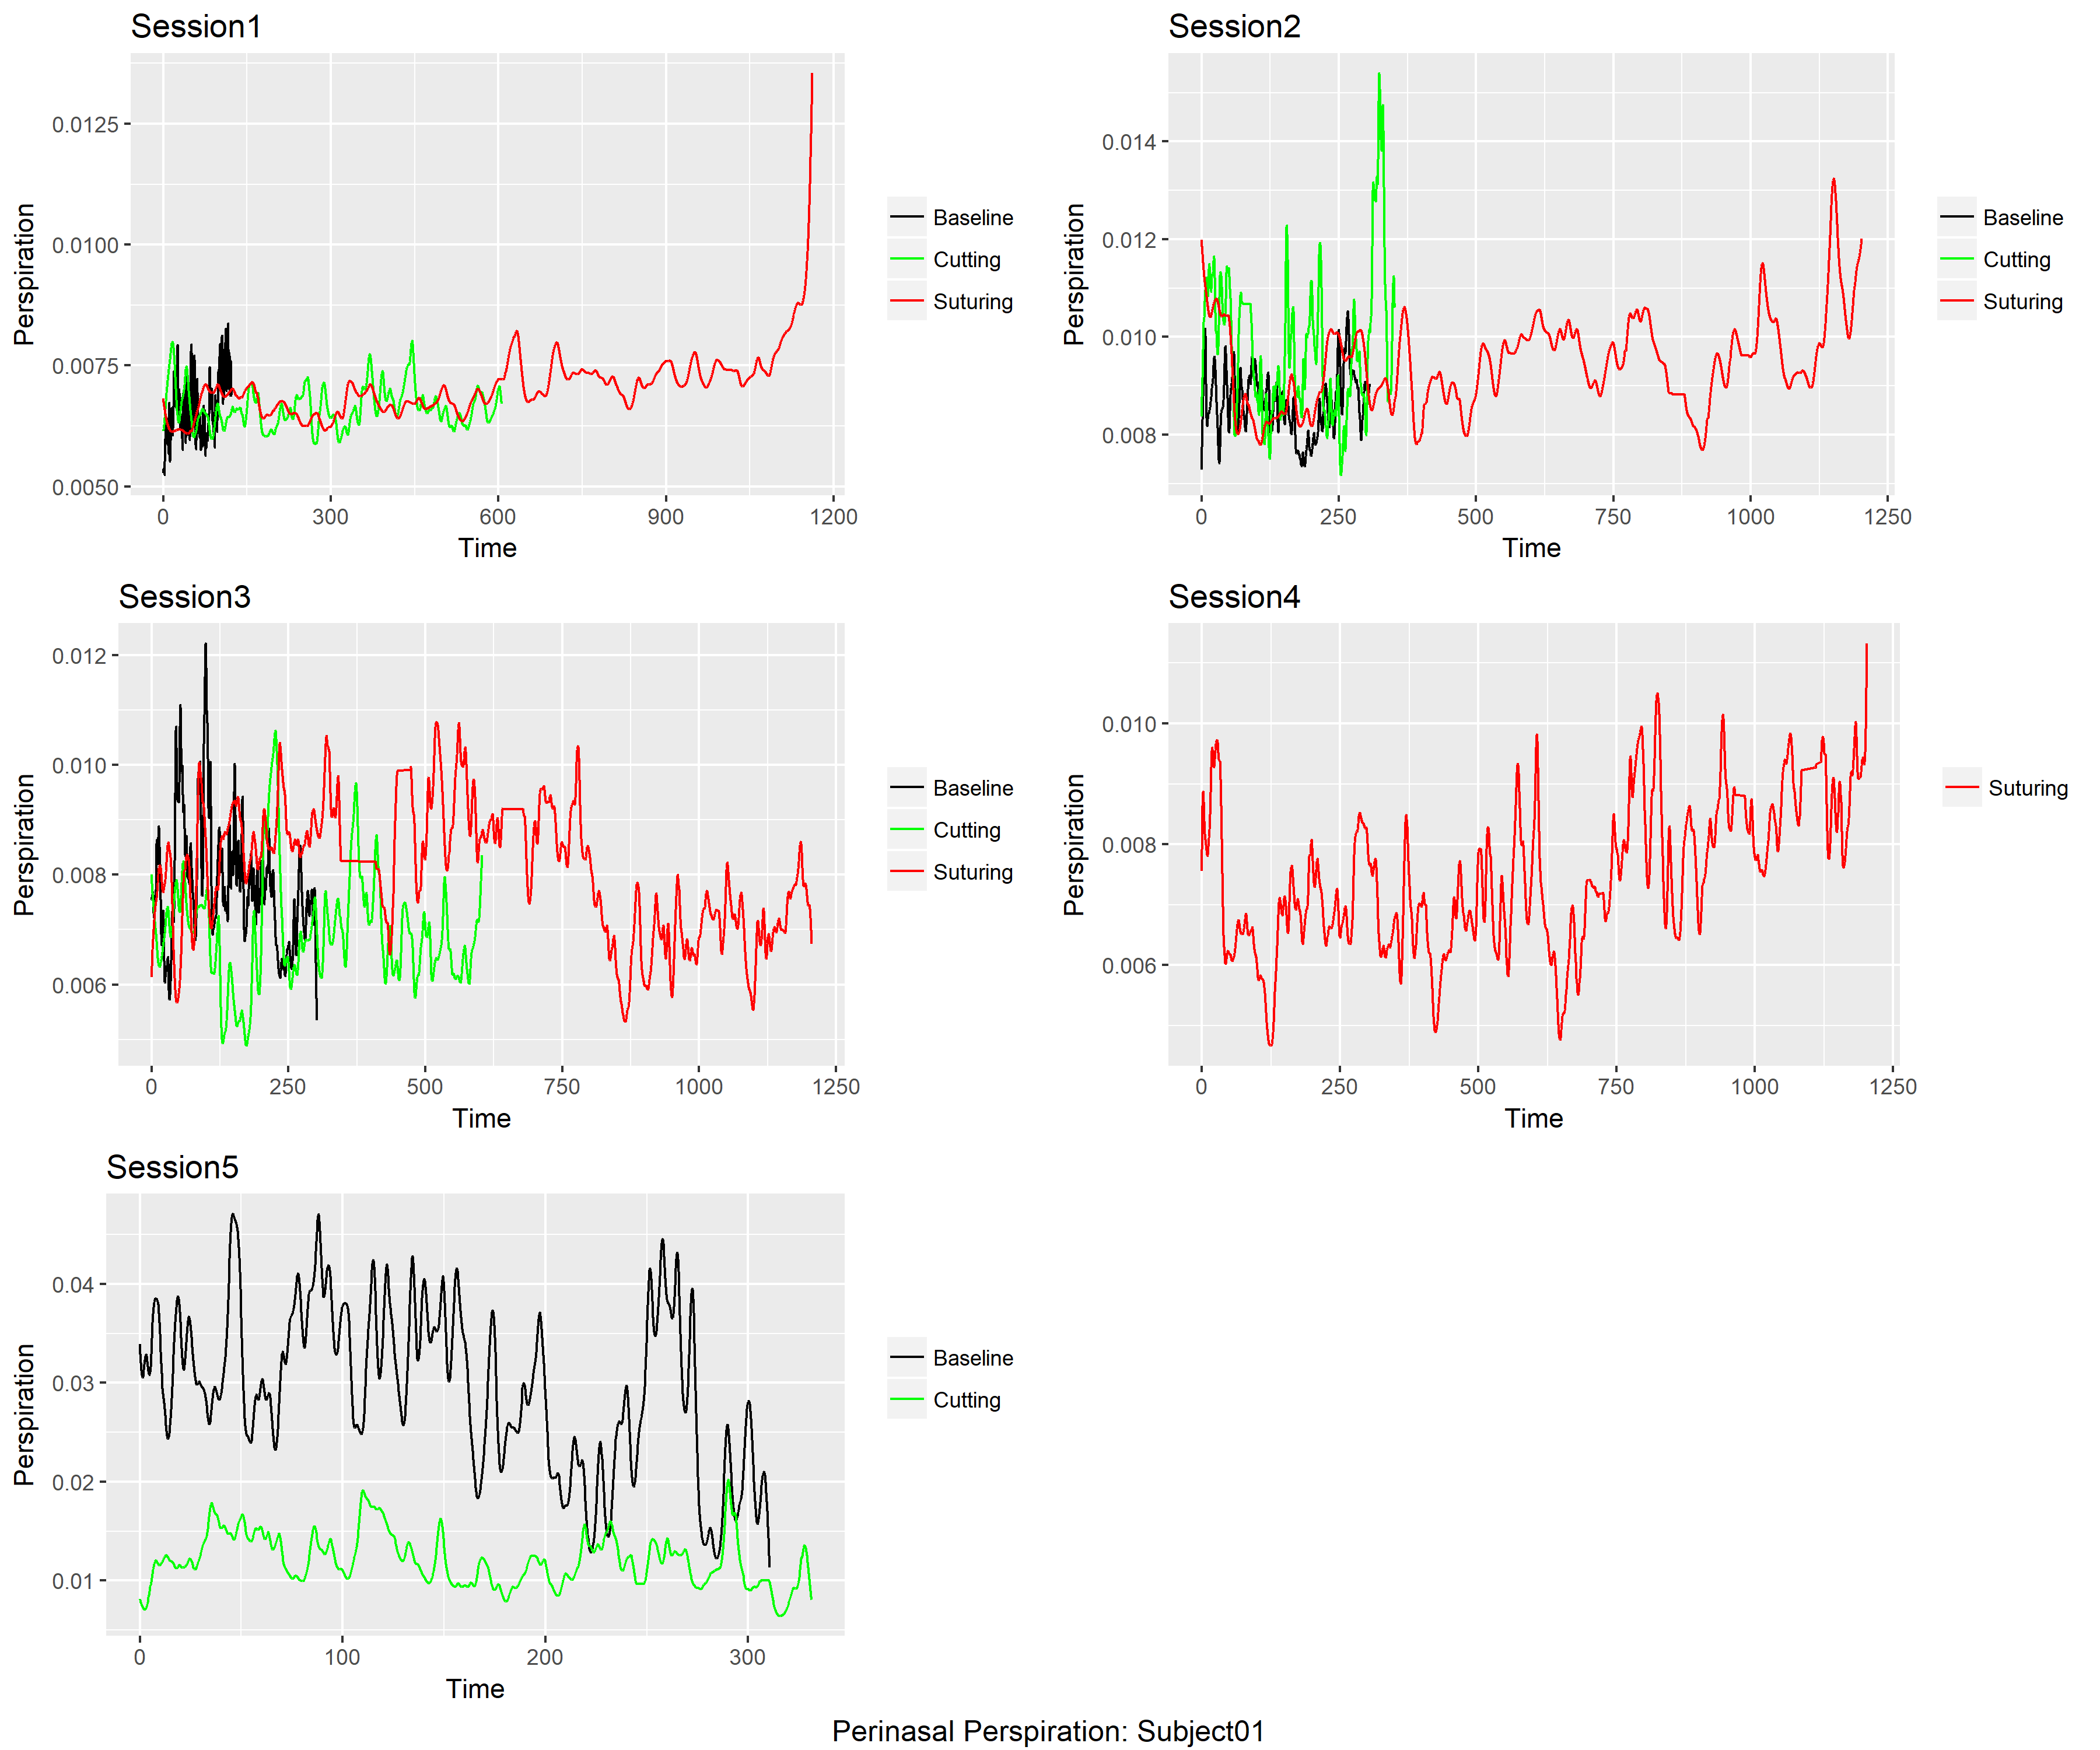 Session1
Perspiration
0.0125
0.0100
0.0075
0.0050
0 300 600 900 1200
Time
Baseline
Cutting
Suturing
Session2
Perspiration
0.014
0.012
0.010
0.008
0 250 500 750 1000 1250
Time
Baseline
Cutting
Suturing
Session3
Perspiration
0.012
0.010
0.008
0.006
0 250 500 750 1000 1250
Time
Baseline
Cutting
Suturing
Session4
Perspiration
0.010
0.008
0.006
0 250 500 750 1000 1250
Time
Suturing
Session5
Perspiration
0.04
0.03
0.02
0.01
0 100 200 300
Time
Baseline
Cutting
Perinasal Perspiration: Subject01